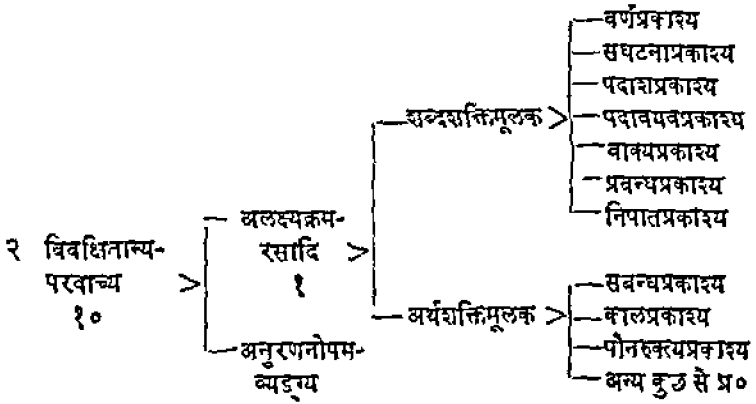 २ विवक्षितान्य-
परवाच्य
१०
अलक्ष्यक्रम-
रसादि
१
अनुरणनोपम-
व्यङ्ग्य
शब्दशक्तिमूलक
वर्णप्रकाश्य
सघटनाप्रकाश्य
पदाशप्रकाश्य
पदावयवप्रकाश्य
वाक्यप्रकाश्य
प्रवन्धप्रकाश्य
निपातप्रकाश्य
अर्थशक्तिमूलक
सबन्धप्रकाश्य
कालप्रकाश्य
पौनरुक्त्यप्रकाश्य
अन्य कुछ से प्र०